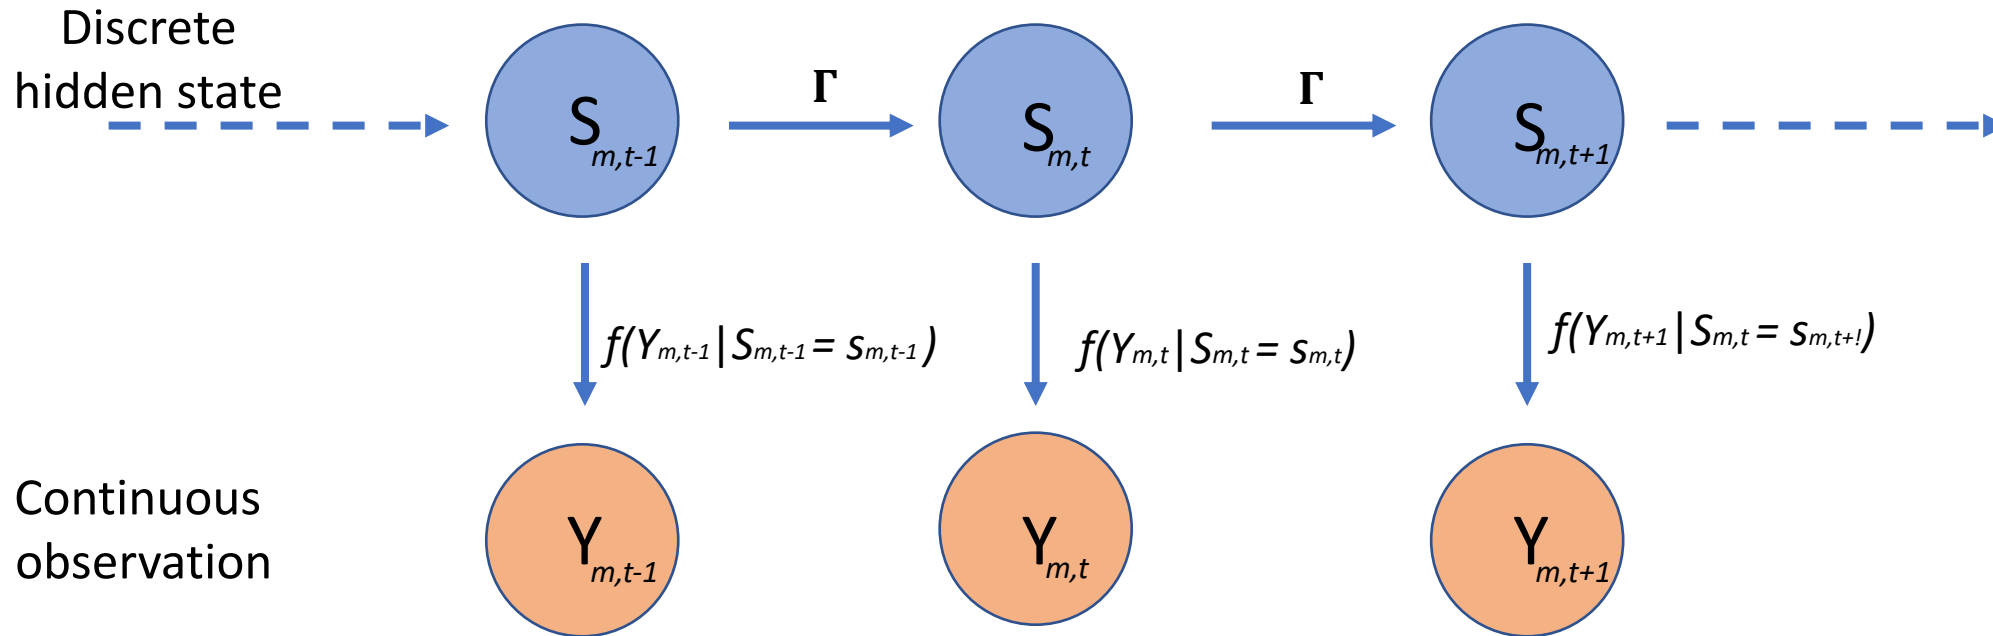 Discrete
hidden state
Γ
Γ
S m,t-1
S m,t
S m,t+1
f(Y m,t-1 | S m,t-1 = s m,t-1)
f(Y m,t | S m,t = s m,t)
f(Y m,t+1 | S m,t = s m,t+!)
Continuous
observation
Y m,t-1
Y m,t
Y m,t+1